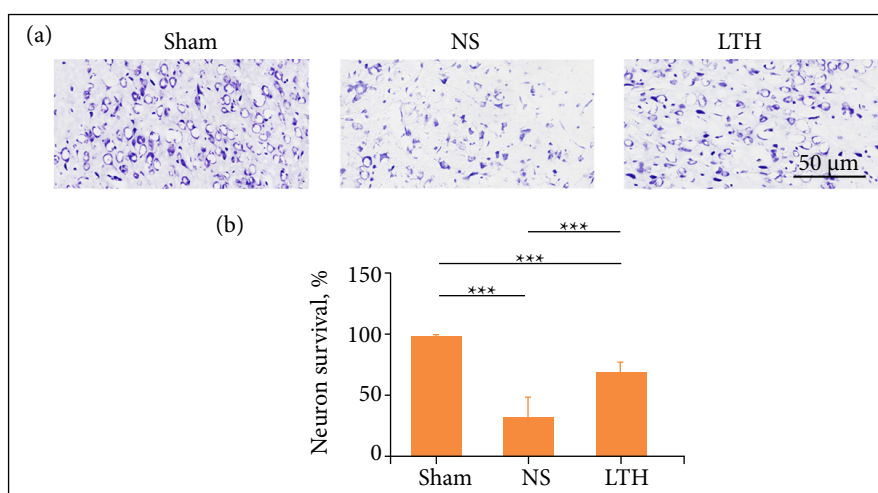 (a)
Sham NS LTH
50 µm
(b)
***
***
***
Neuron survival, %
150
100
50
0
Sham NS LTH